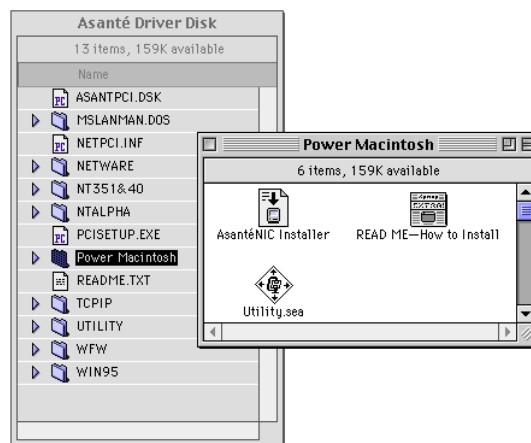 Asanté Driver Disk
13 items, 159K available
Name
ASANTPCI.DSK
MSLANMAN.DOS
NETPCI.INF
NETWARE
NT351&40
NTALPHA
PCISETUP.EXE
Power Macintosh
README.TXT
TCPIP
UTILITY
WFW
WIN95
Power Macintosh
6 items, 159K available
AsantéNIC Installer
READ ME—How to Install
Utility.sea